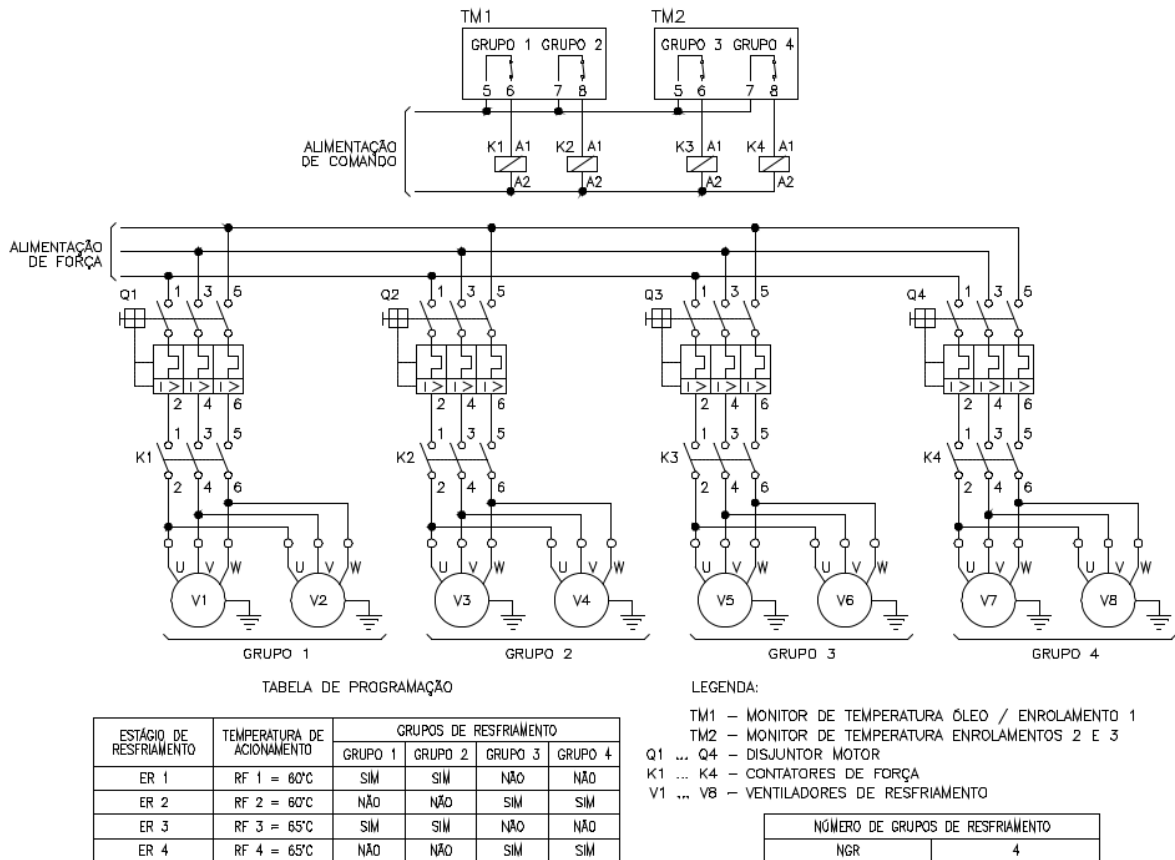 TM1 TM2
GRUPO 1 GRUPO 2 GRUPO 3 GRUPO 4
5 6 7 8 5 6 7 8
ALIMENTAÇÃO
DE COMANDO
K1 A1 K2 A1 K3 A1 K4 A1
A2 A2 A2 A2
ALIMENTAÇÃO
DE FORÇA
Q1 1 3 5 Q2 1 3 5 Q3 1 3 5 Q4 1 3 5
I> I> I> I> I> I> I> I> I> I> I> I>
2 4 6 2 4 6 2 4 6 2 4 6
K1 1 3 5 K2 1 3 5 K3 1 3 5 K4 1 3 5
2 4 6 2 4 6 2 4 6 2 4 6
U V W U V W U V W U V W U V W U V W U V W U V W
V1 V2 V3 V4 V5 V6 V7 V8
GRUPO 1 GRUPO 2 GRUPO 3 GRUPO 4
TABELA DE PROGRAMAÇÃO
ESTÁGIO DE RESFRIAMENTO TEMPERATURA DE ACIONAMENTO GRUPOS DE RESFRIAMENTO
GRUPO 1 GRUPO 2 GRUPO 3 GRUPO 4
ER 1 RF 1 = 60°C SIM SIM NÃO NÃO
ER 2 RF 2 = 60°C NÃO NÃO SIM SIM
ER 3 RF 3 = 65°C SIM SIM NÃO NÃO
ER 4 RF 4 = 65°C NÃO NÃO SIM SIM
LEGENDA:
TM1 – MONITOR DE TEMPERATURA ÓLEO / ENROLAMENTO 1
TM2 – MONITOR DE TEMPERATURA ENROLAMENTOS 2 E 3
Q1 ... Q4 – DISJUNTOR MOTOR
K1 ... K4 – CONTATORES DE FORÇA
V1 ... V8 – VENTILADORES DE RESFRIAMENTO
NÚMERO DE GRUPOS DE RESFRIAMENTO
NGR 4